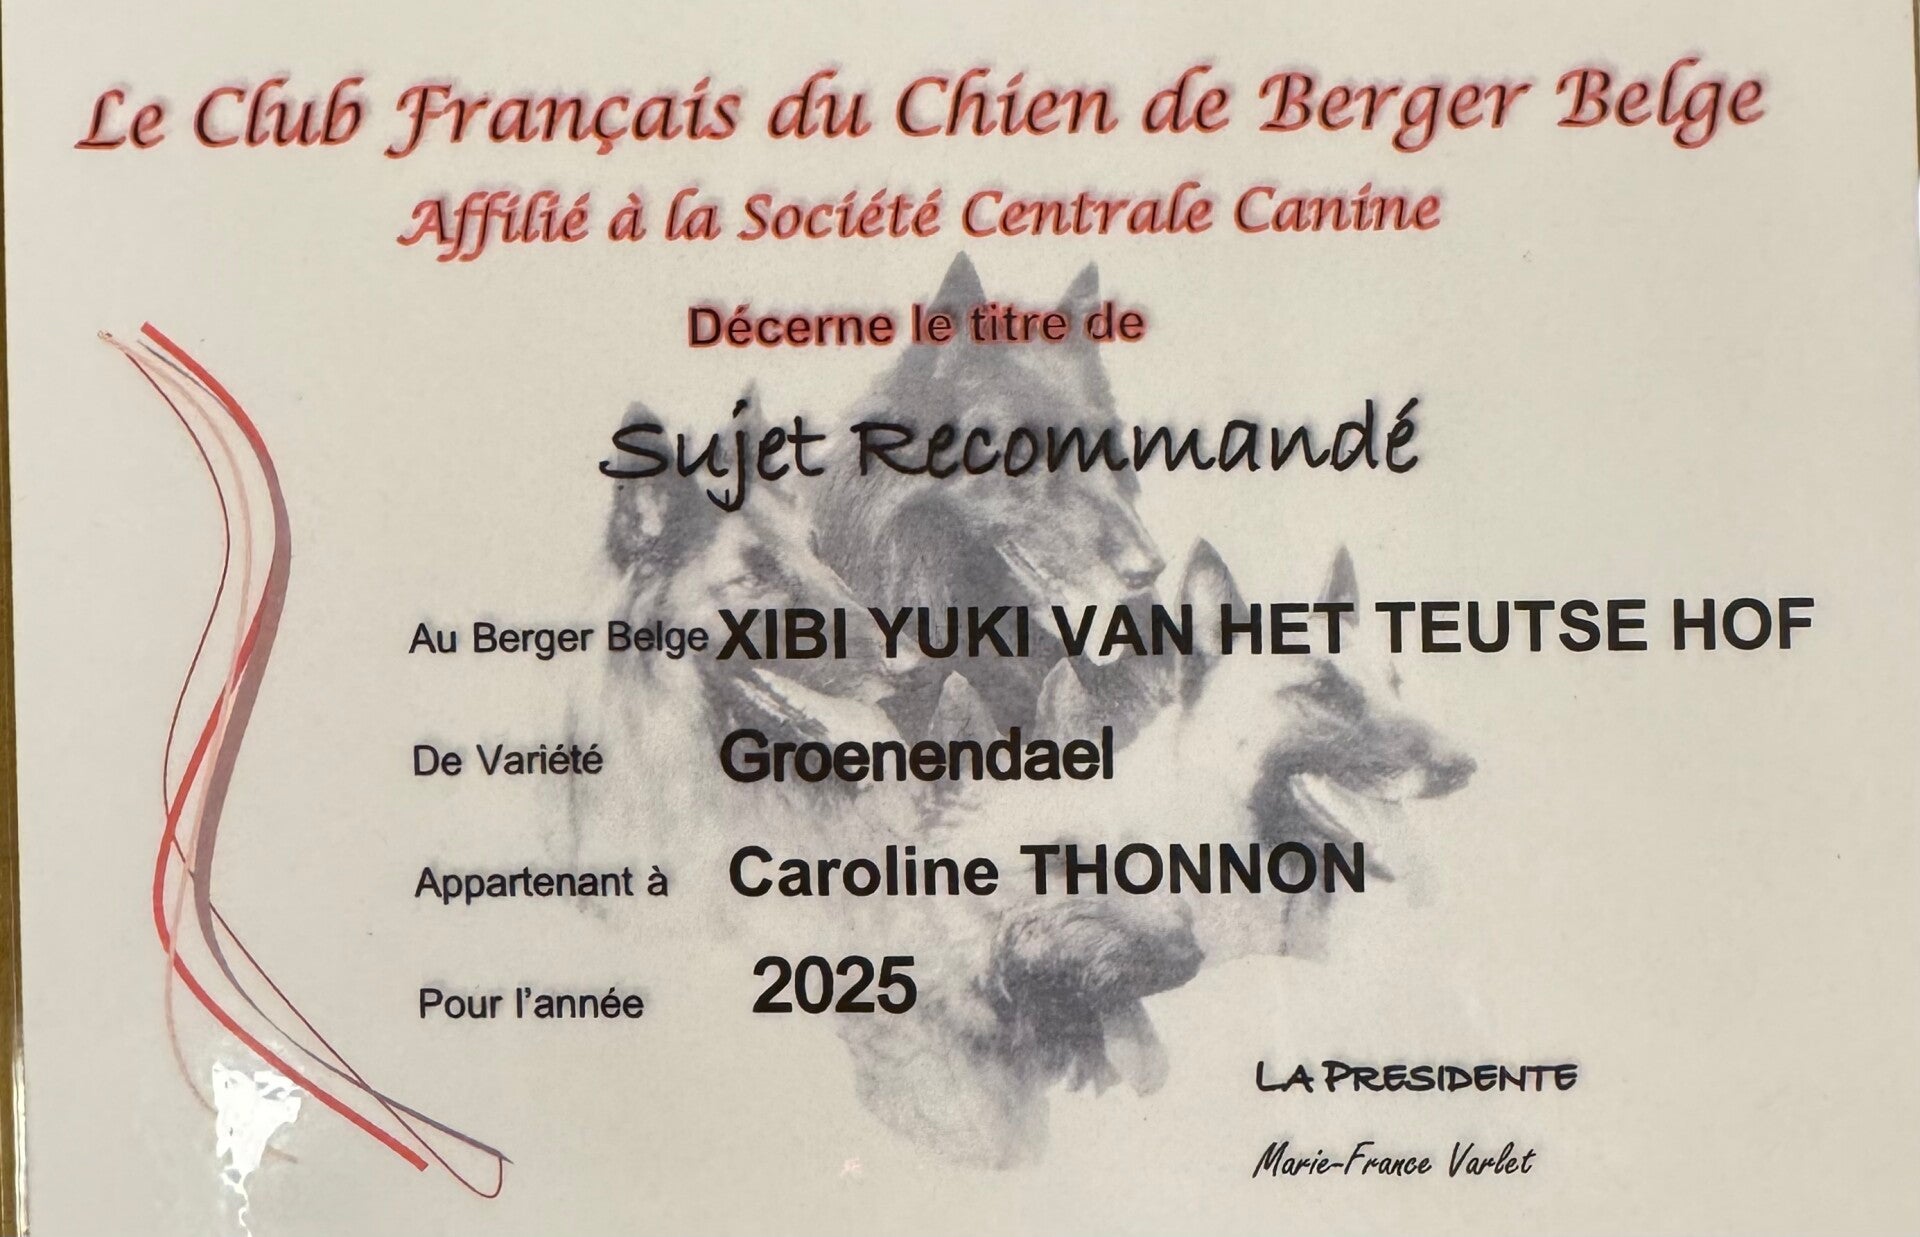 Le Club Français du Chien de Berger Belge
Affilié à la Société Centrale Canine
Décerne le titre de
Sujet Recommandé
Au Berger Belge XIBI YUKI VAN HET TEUTSE HOF
De Variété Groenendael
Appartenant à Caroline THONNON
Pour l'année 2025
LA PRESIDENTE
Marie-France Varlet